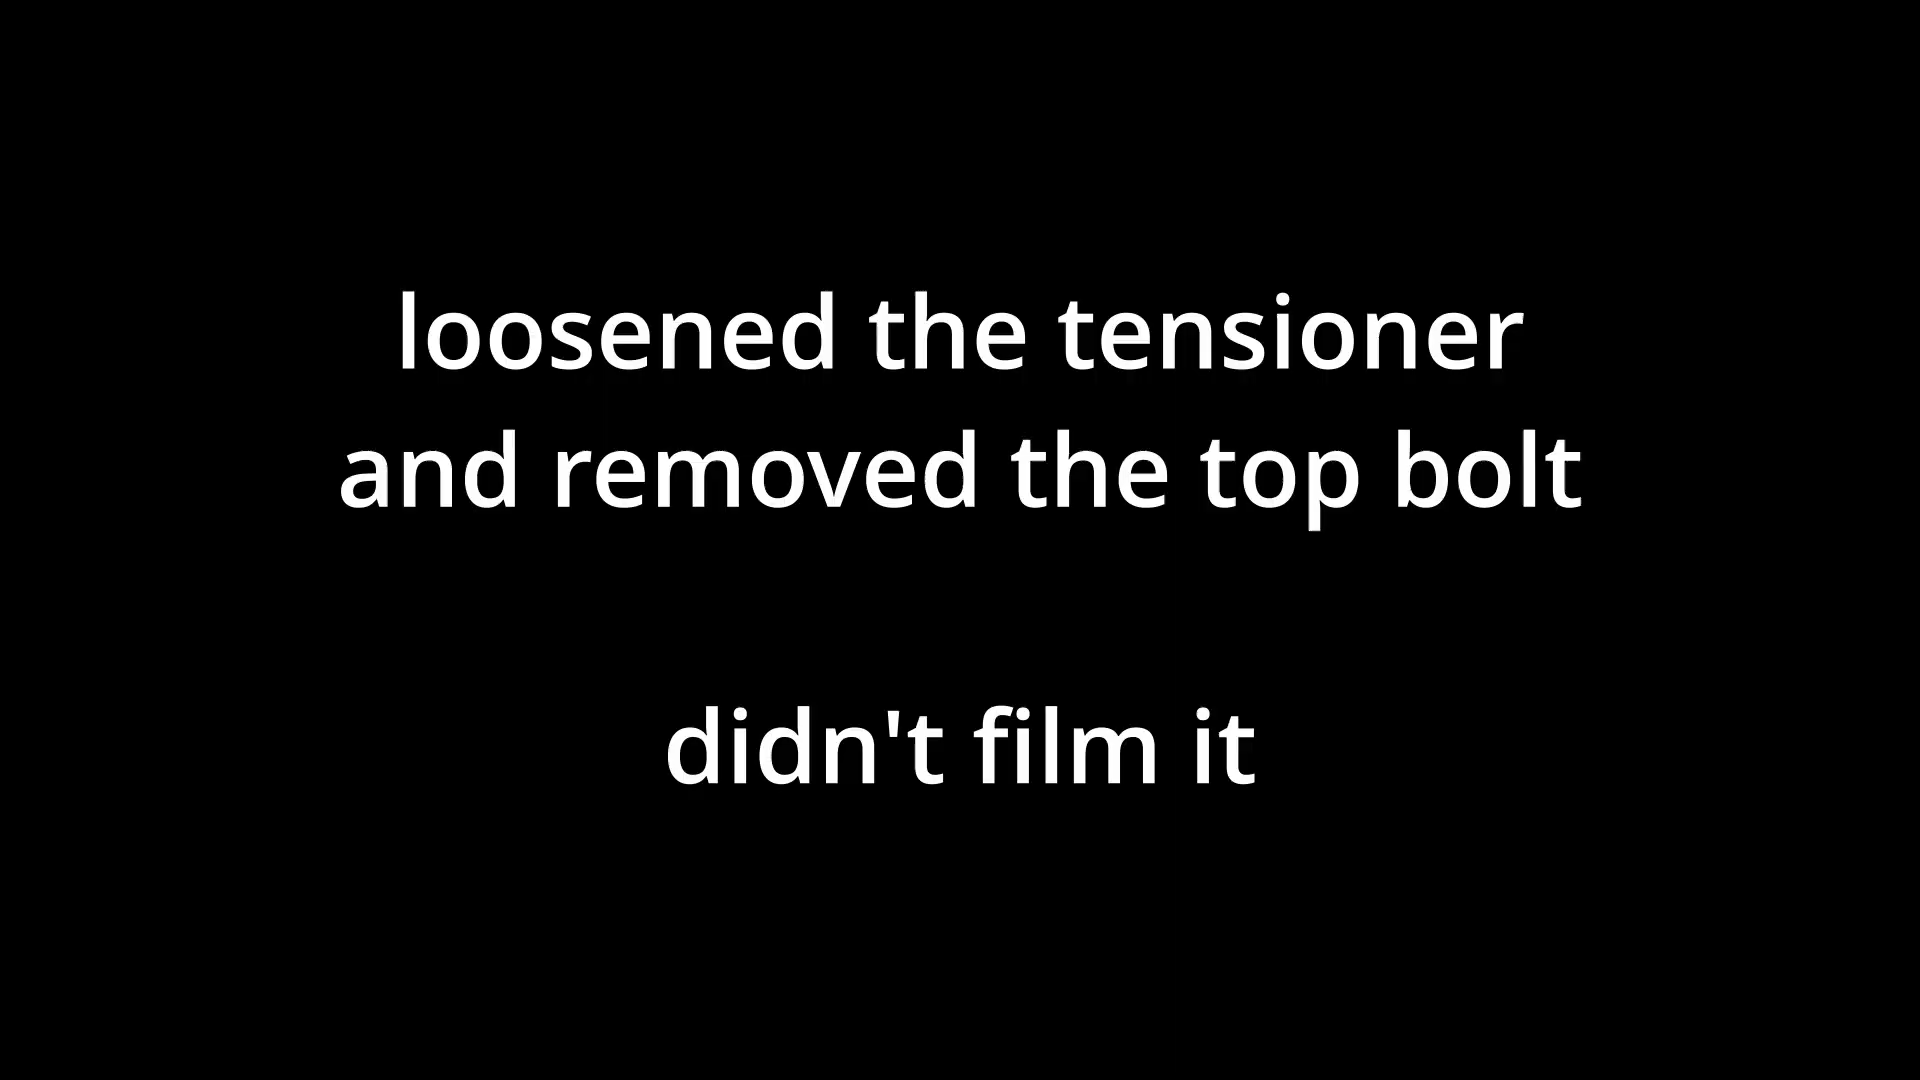 loosened the tensioner
and removed the top bolt
didn't film it